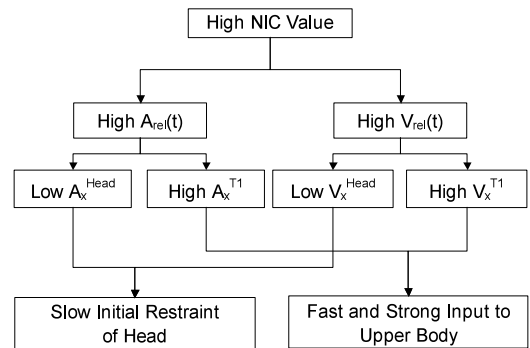 High NIC Value
High A_rel(t)
High V_rel(t)
Low A_x^Head
High A_x^T1
Low V_x^Head
High V_x^T1
Slow Initial Restraint
of Head
Fast and Strong Input to
Upper Body